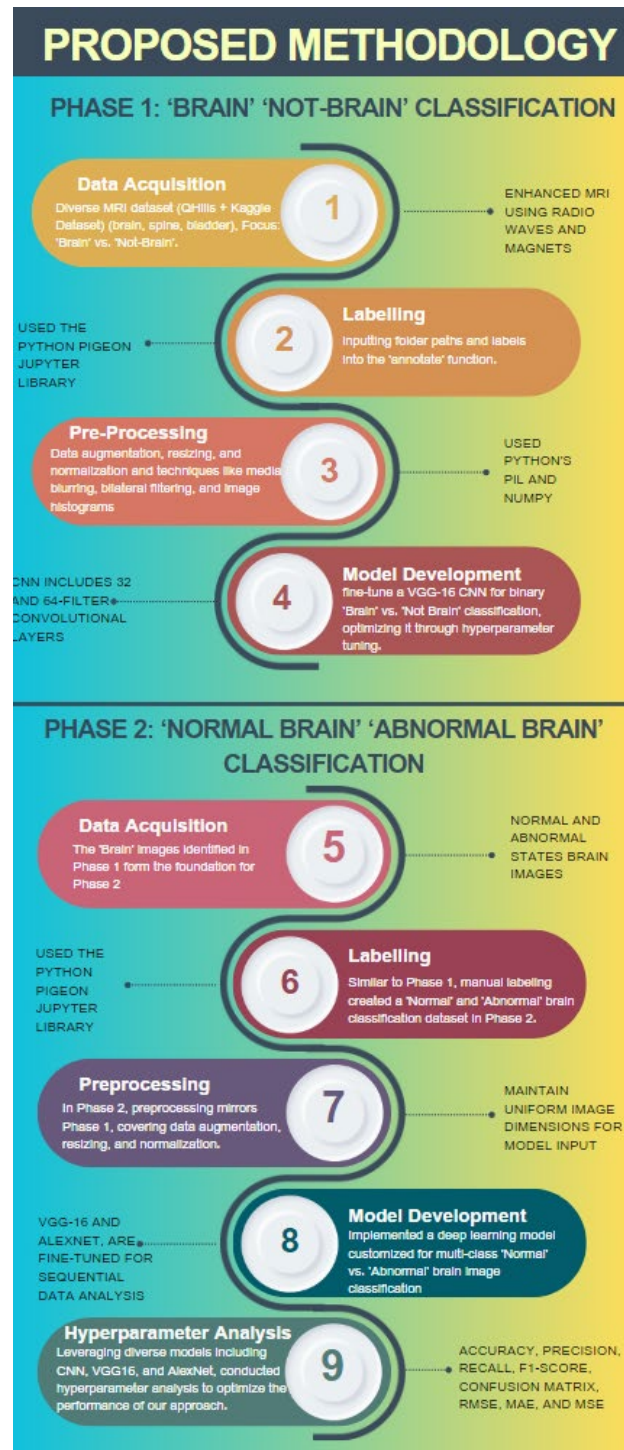 PROPOSED METHODOLOGY
PHASE 1: 'BRAIN' 'NOT-BRAIN' CLASSIFICATION
Data Acquisition
Diverse MRI dataset (QHills + Kaggle
Dataset) (brain, spine, bladder), Focus:
'Brain' vs. 'Not-Brain'.
1
ENHANCED MRI
USING RADIO
WAVES AND
MAGNETS
USED THE
PYTHON PIGEON
JUPYTER
LIBRARY
2
Labelling
Inputting folder paths and labels
into the 'annotate' function.
Pre-Processing
Data augmentation, resizing, and
normalization and techniques like media
blurring, bilateral filtering, and image
histograms
3
USED
PYTHON'S
PIL AND
NUMPY
CNN INCLUDES 32
AND 64-FILTER
CONVOLUTIONAL
LAYERS
4
Model Development
fine-tune a VGG-16 CNN for binary
'Brain' vs. 'Not Brain' classification,
optimizing it through hyperparameter
tuning.
PHASE 2: 'NORMAL BRAIN' 'ABNORMAL BRAIN'
CLASSIFICATION
Data Acquisition
The 'Brain' images identified in
Phase 1 form the foundation for
Phase 2
5
NORMAL AND
ABNORMAL
STATES BRAIN
IMAGES
USED THE
PYTHON
PIGEON
JUPYTER
LIBRARY
6
Labelling
Similar to Phase 1, manual labeling
created a 'Normal' and 'Abnormal' brain
classification dataset in Phase 2.
Preprocessing
In Phase 2, preprocessing mirrors
Phase 1, covering data augmentation,
resizing, and normalization.
7
MAINTAIN
UNIFORM IMAGE
DIMENSIONS FOR
MODEL INPUT
VGG-16 AND
ALEXNET, ARE
FINE-TUNED FOR
SEQUENTIAL
DATA ANALYSIS
8
Model Development
Implemented a deep learning model
customized for multi-class 'Normal'
vs. 'Abnormal' brain image
classification
Hyperparameter Analysis
Leveraging diverse models including
CNN, VGG16, and AlexNet, conducted
hyperparameter analysis to optimize the
performance of our approach.
9
ACCURACY, PRECISION,
RECALL, F1-SCORE,
CONFUSION MATRIX,
RMSE, MAE, AND MSE